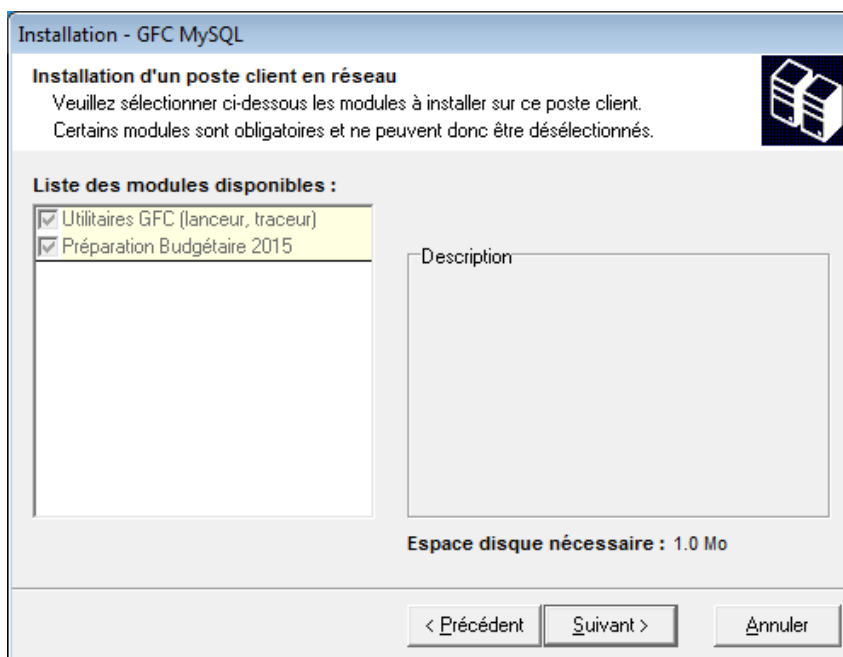 Installation - GFC MySQL
Installation d'un poste client en réseau
Veuillez sélectionner ci-dessous les modules à installer sur ce poste client.
Certains modules sont obligatoires et ne peuvent donc être désélectionnés.
Liste des modules disponibles :
Utilitaires GFC (lanceur, traceur)
Préparation Budgétaire 2015
Description
Espace disque nécessaire : 1.0 Mo
< Précédent
Suivant >
Annuler